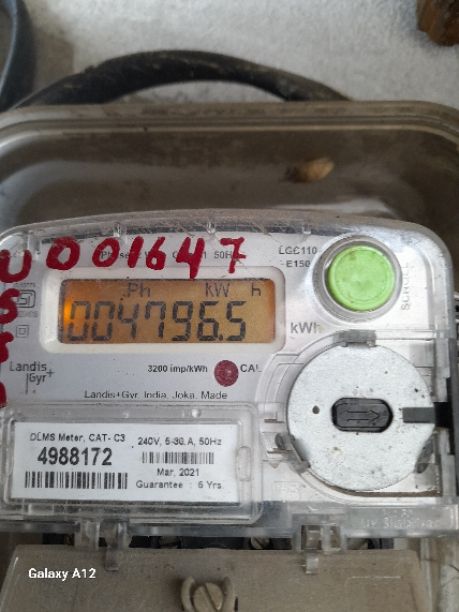 U001647
LGC110
E150
SCROLL
Ph KW h
004796.5
kWh
Landis
Gyr+
3200 imp/kWh
CAL
Landis+Gyr, India, Joka, Made
DLMS Meter, CAT- C3
240V, 5-30 A, 50Hz
4988172
Mar, 2021
Guarantee : 5 Yrs.
Galaxy A12